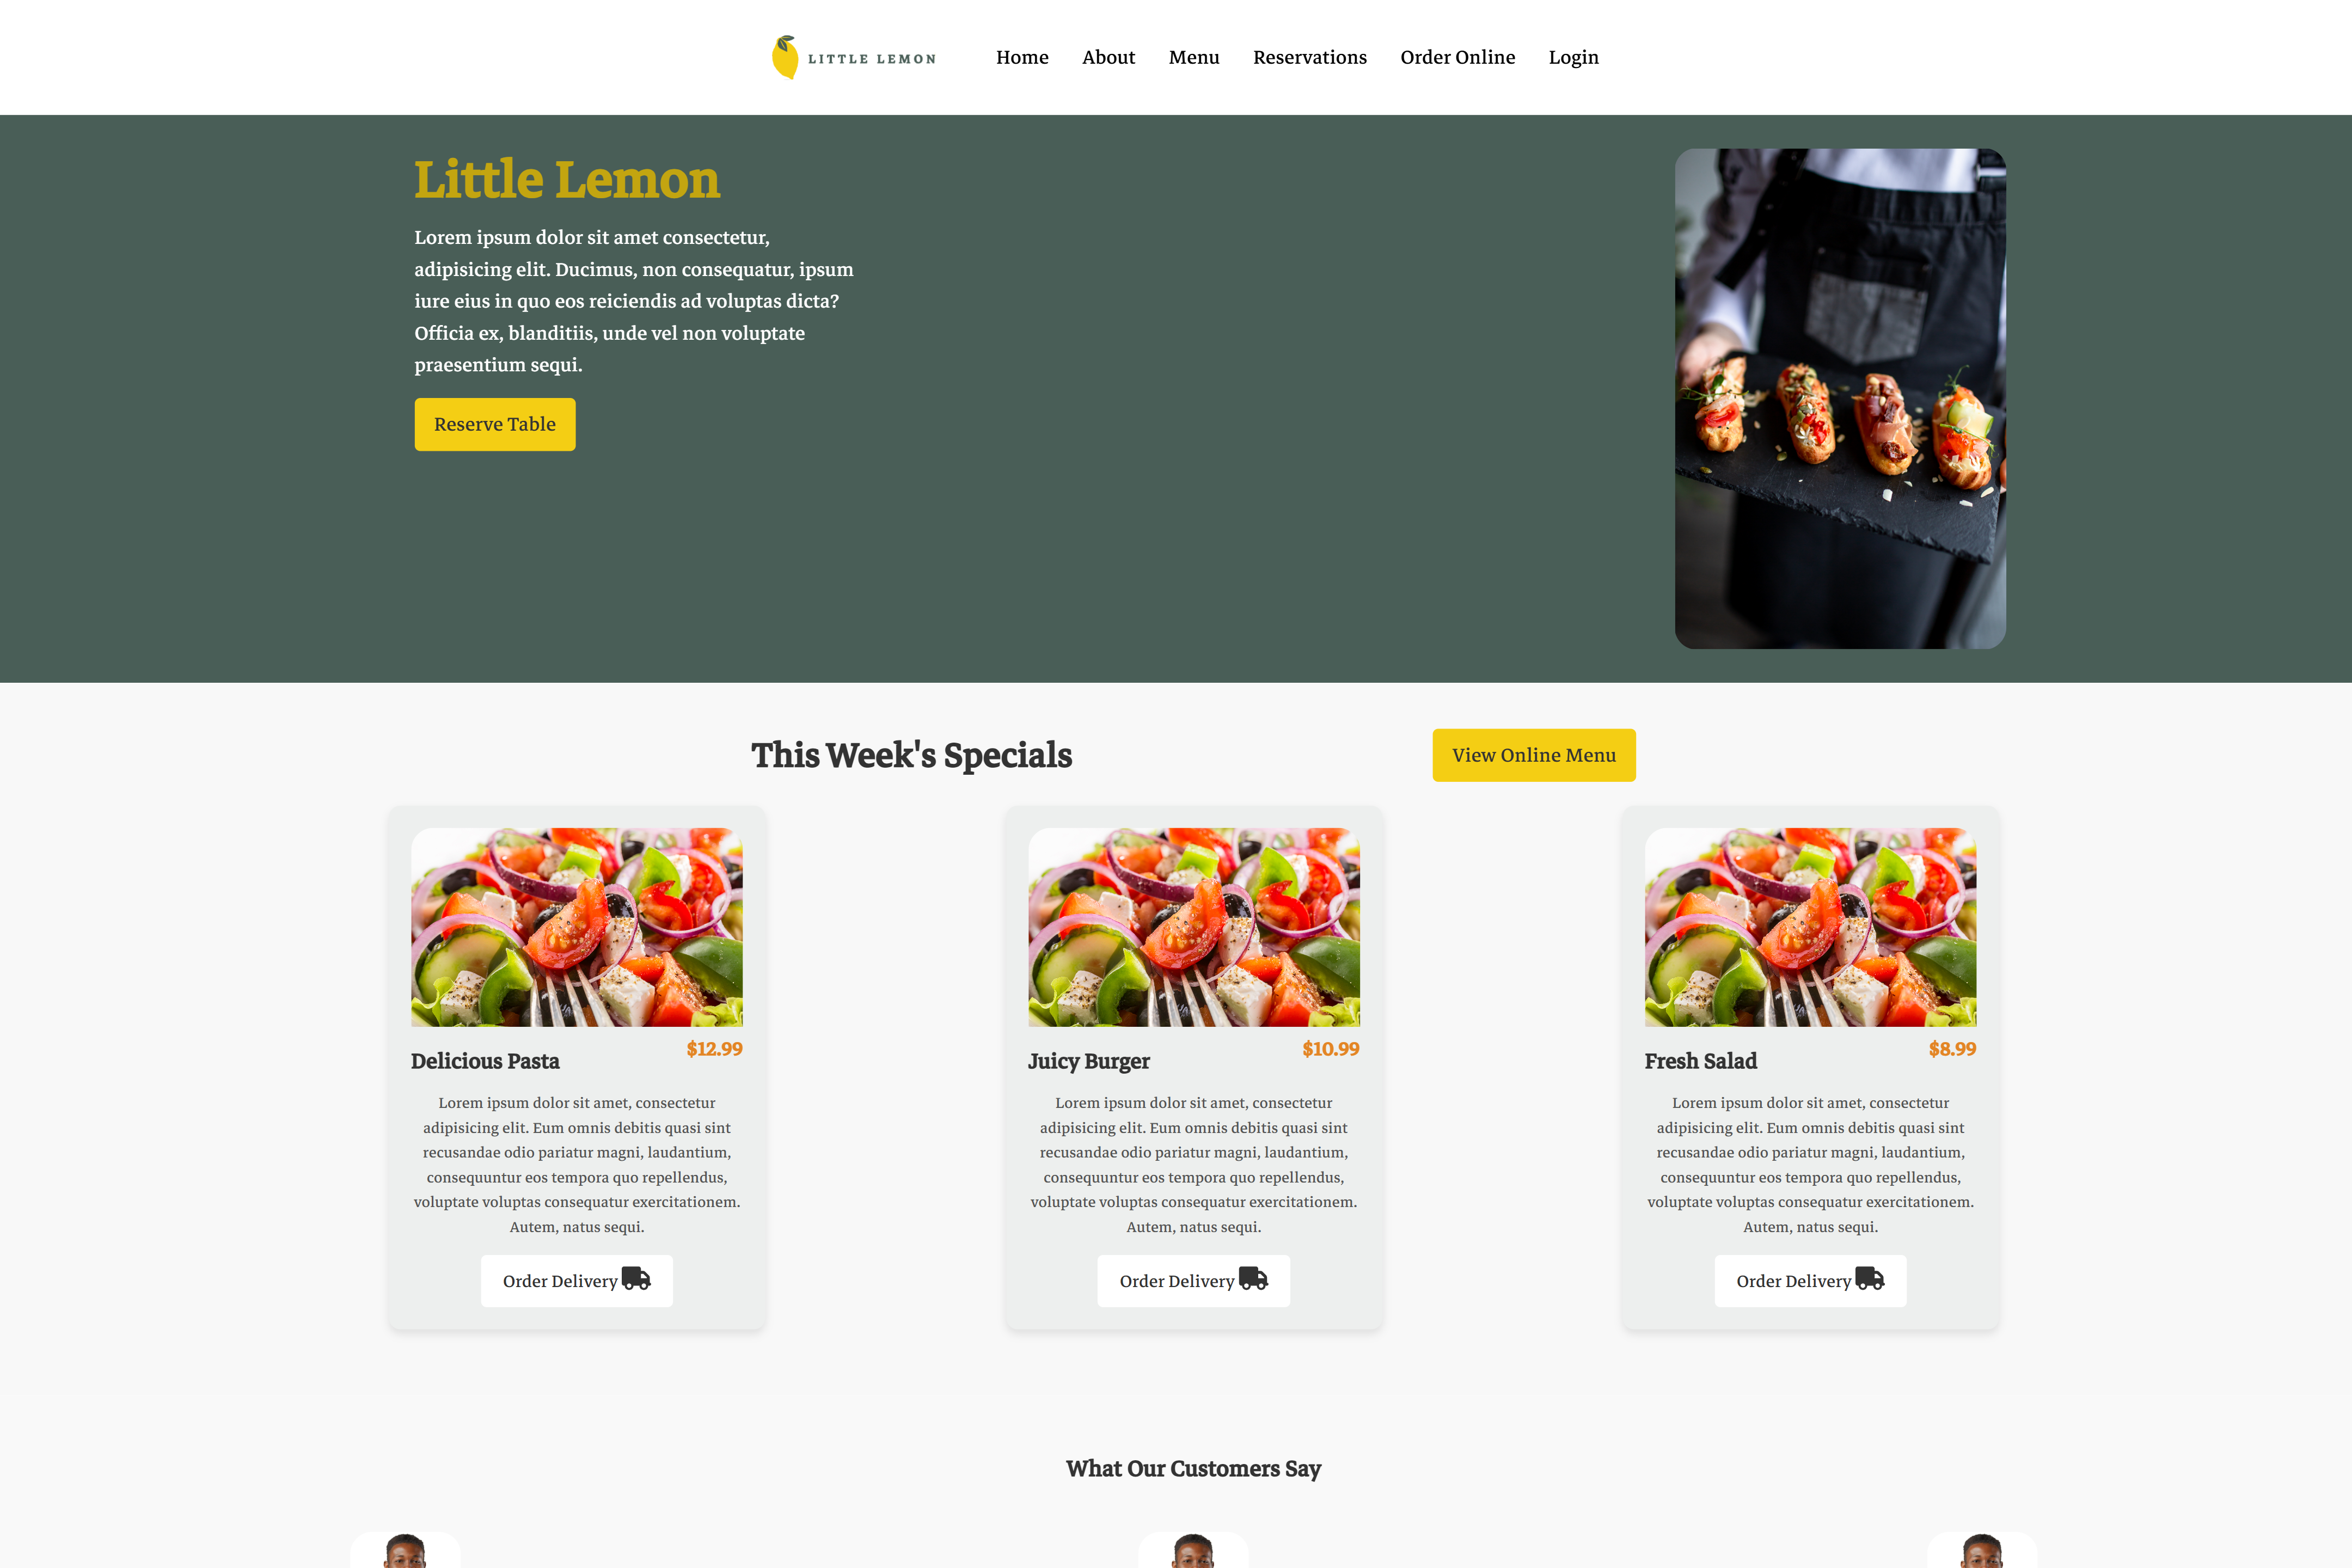 LITTLE LEMON
Home About Menu Reservations Order Online Login
Little Lemon
Lorem ipsum dolor sit amet consectetur,
adipisicing elit. Ducimus, non consequatur, ipsum
iure eius in quo eos reiciendis ad voluptas dicta?
Officia ex, blanditiis, unde vel non voluptate
praesentium sequi.
Reserve Table
This Week's Specials
View Online Menu
Delicious Pasta
$12.99
Lorem ipsum dolor sit amet, consectetur
adipisicing elit. Eum omnis debitis quasi sint
recusandae odio pariatur magni, laudantium,
consequuntur eos tempora quo repellendus,
voluptate voluptas consequatur exercitationem.
Autem, natus sequi.
Order Delivery
Juicy Burger
$10.99
Lorem ipsum dolor sit amet, consectetur
adipisicing elit. Eum omnis debitis quasi sint
recusandae odio pariatur magni, laudantium,
consequuntur eos tempora quo repellendus,
voluptate voluptas consequatur exercitationem.
Autem, natus sequi.
Order Delivery
Fresh Salad
$8.99
Lorem ipsum dolor sit amet, consectetur
adipisicing elit. Eum omnis debitis quasi sint
recusandae odio pariatur magni, laudantium,
consequuntur eos tempora quo repellendus,
voluptate voluptas consequatur exercitationem.
Autem, natus sequi.
Order Delivery
What Our Customers Say